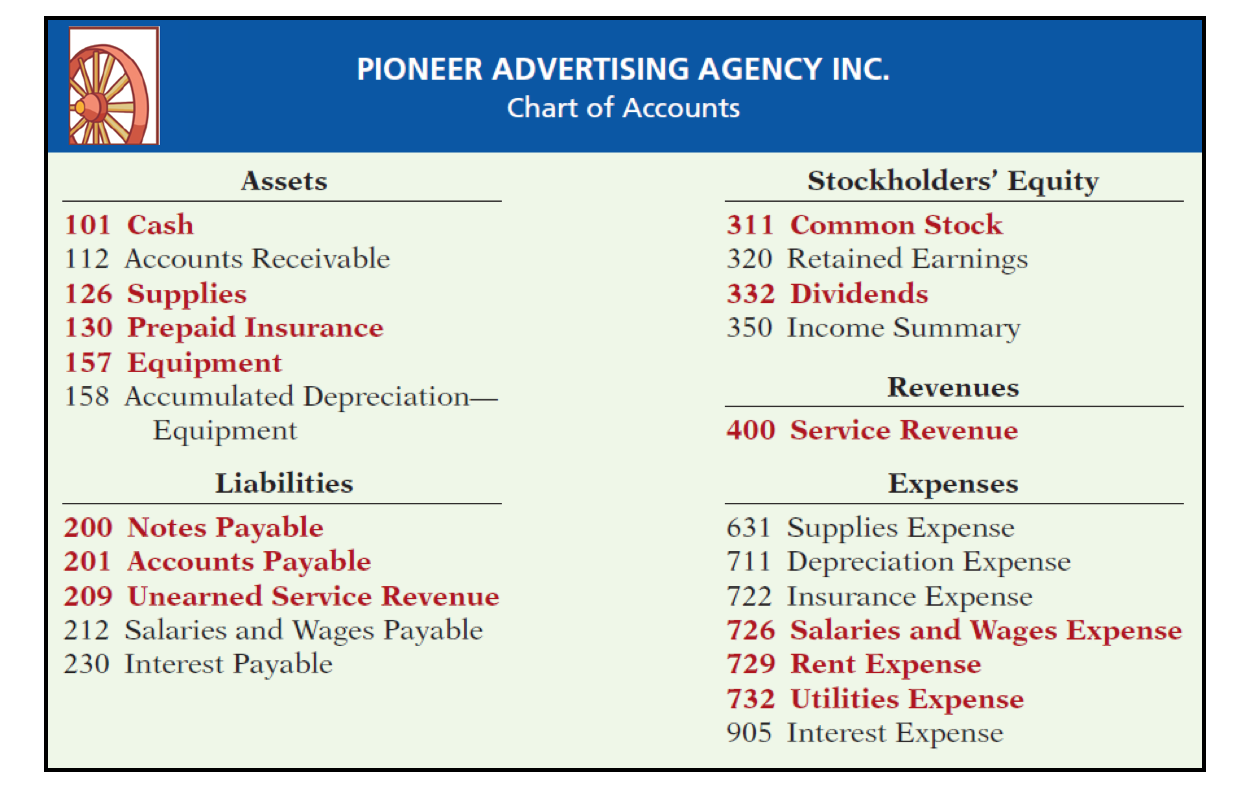 PIONEER ADVERTISING AGENCY INC.
Chart of Accounts
Assets
101 Cash
112 Accounts Receivable
126 Supplies
130 Prepaid Insurance
157 Equipment
158 Accumulated Depreciation—
Equipment
Liabilities
200 Notes Payable
201 Accounts Payable
209 Unearned Service Revenue
212 Salaries and Wages Payable
230 Interest Payable
Stockholders’ Equity
311 Common Stock
320 Retained Earnings
332 Dividends
350 Income Summary
Revenues
400 Service Revenue
Expenses
631 Supplies Expense
711 Depreciation Expense
722 Insurance Expense
726 Salaries and Wages Expense
729 Rent Expense
732 Utilities Expense
905 Interest Expense